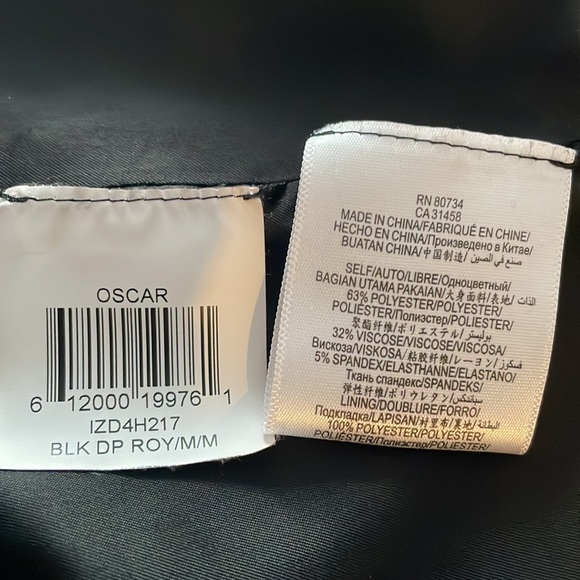 OSCAR
6 12000 19976 1
IZD4H217
BLK DP ROY/M/M
RN 80734
CA 31458
MADE IN CHINA/FABRIQUÉ EN CHINE/
HECHO EN CHINA/Произведено в Китае/
BUATAN CHINA/中国制造/ صنع في الصين/
SELF/AUTO/LIBRE/Одноцветный/
BAGIAN UTAMA PAKAIAN/大身面料/表地/ الذات/
63% POLYESTER/POLYESTER/
POLIÉSTER/Полиэстер/POLIESTER/
聚酯纤维/ポリエステル/ بوليستر/
32% VISCOSE/VISCOSE/VISCOSA/
Вискоза/VISKOSA/粘胶纤维/レーヨン/ فسكوز/
5% SPANDEX/ELASTHANNE/ELASTANO/
Ткань спандекс/SPANDEKS/
弹性纤维/ポリウレタン/ سبانتكس/
LINING/DOUBLURE/FORRO/
Подкладка/LAPISAN/衬里布/裏地/
100% POLYESTER/POLYESTER/
POLIÉSTER/Полиэстер/POLIESTER/